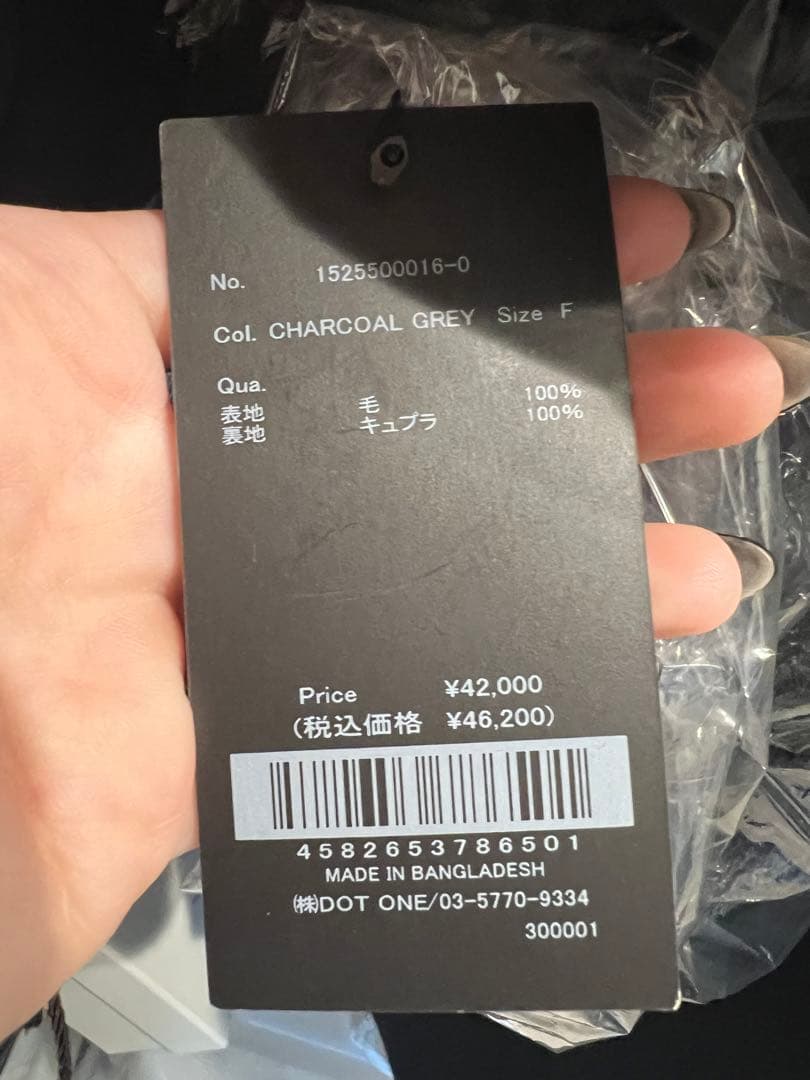 No. 1525500016-0
Col. CHARCOAL GREY Size F
Qua.
表地 毛 100%
裏地 キュプラ 100%
Price ¥42,000
(税込価格 ¥46,200)
4582653786501
MADE IN BANGLADESH
㈱DOT ONE/03-5770-9334
300001